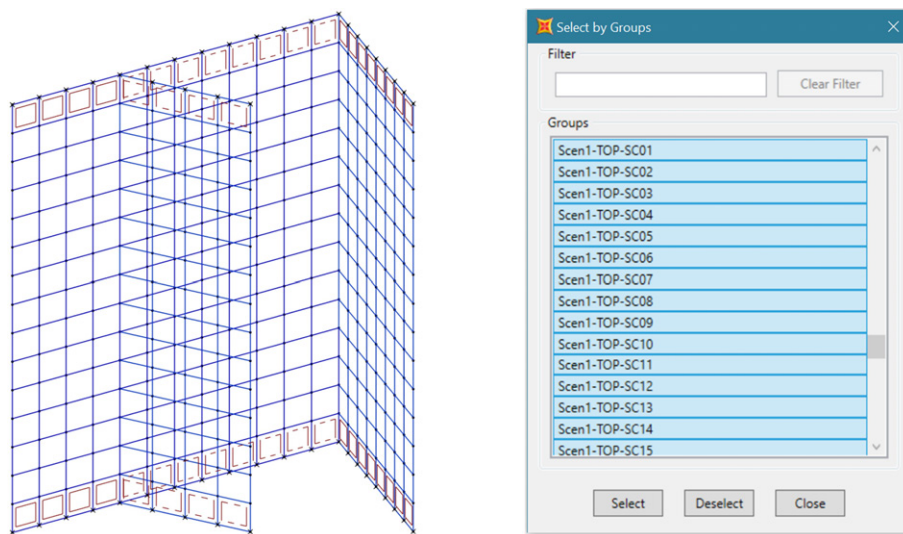 Select by Groups
Filter
Clear Filter
Groups
Scen1-TOP-SC01
Scen1-TOP-SC02
Scen1-TOP-SC03
Scen1-TOP-SC04
Scen1-TOP-SC05
Scen1-TOP-SC06
Scen1-TOP-SC07
Scen1-TOP-SC08
Scen1-TOP-SC09
Scen1-TOP-SC10
Scen1-TOP-SC11
Scen1-TOP-SC12
Scen1-TOP-SC13
Scen1-TOP-SC14
Scen1-TOP-SC15
Select Deselect Close